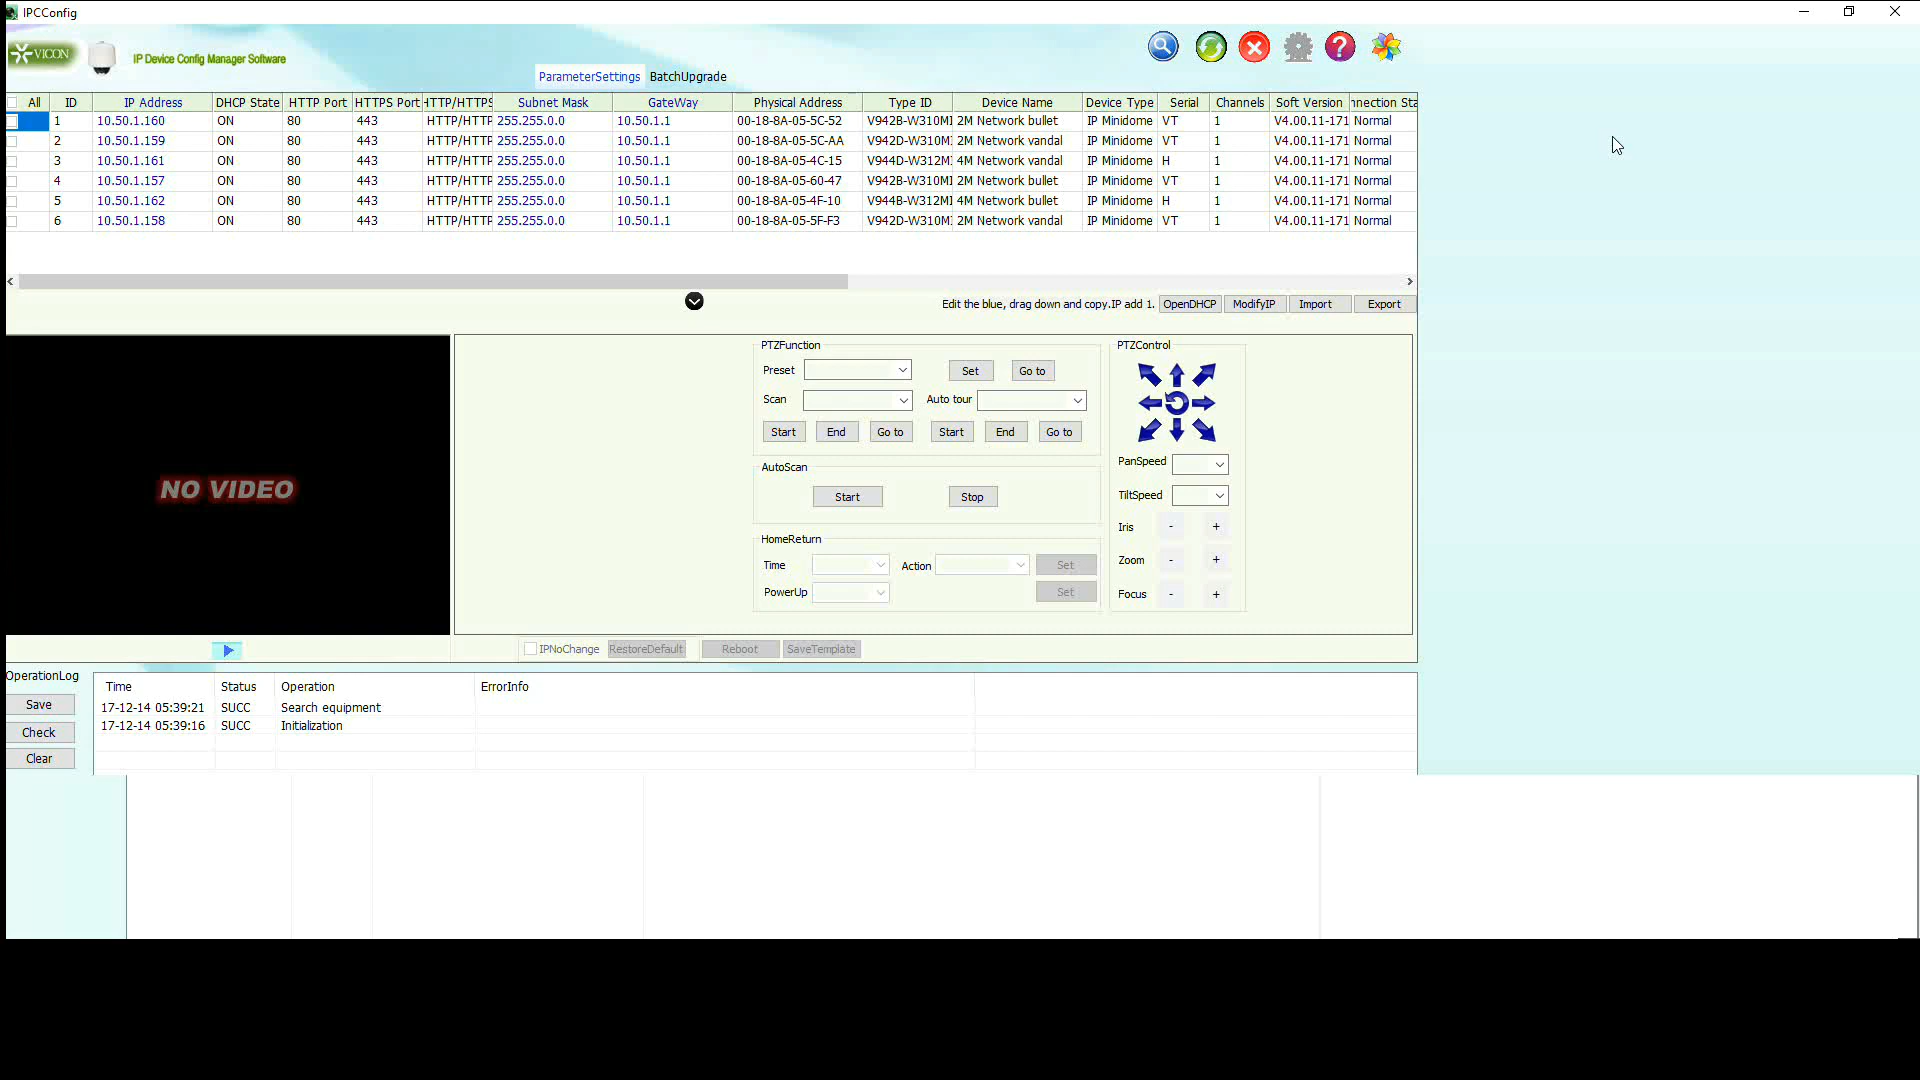 IPCConfig
VICON
IP Device Config Manager Software
ParameterSettings BatchUpgrade
All ID IP Address DHCP State HTTP Port HTTPS Port HTTP/HTTPS Subnet Mask GateWay Physical Address Type ID Device Name Device Type Serial Channels Soft Version nnection Sta
1 10.50.1.160 ON 80 443 HTTP/HTTP 255.255.0.0 10.50.1.1 00-18-8A-05-5C-52 V942B-W310MI 2M Network bullet IP Minidome VT 1 V4.00.11-171 Normal
2 10.50.1.159 ON 80 443 HTTP/HTTP 255.255.0.0 10.50.1.1 00-18-8A-05-5C-AA V942D-W310MI 2M Network vandal IP Minidome VT 1 V4.00.11-171 Normal
3 10.50.1.161 ON 80 443 HTTP/HTTP 255.255.0.0 10.50.1.1 00-18-8A-05-4C-15 V944D-W312MI 4M Network vandal IP Minidome H 1 V4.00.11-171 Normal
4 10.50.1.157 ON 80 443 HTTP/HTTP 255.255.0.0 10.50.1.1 00-18-8A-05-60-47 V942B-W310MI 2M Network bullet IP Minidome VT 1 V4.00.11-171 Normal
5 10.50.1.162 ON 80 443 HTTP/HTTP 255.255.0.0 10.50.1.1 00-18-8A-05-4F-10 V944B-W312MI 4M Network bullet IP Minidome H 1 V4.00.11-171 Normal
6 10.50.1.158 ON 80 443 HTTP/HTTP 255.255.0.0 10.50.1.1 00-18-8A-05-5F-F3 V942D-W310MI 2M Network vandal IP Minidome VT 1 V4.00.11-171 Normal
Edit the blue, drag down and copy.IP add 1. OpenDHCP ModifyIP Import Export
NO VIDEO
PTZFunction
Preset Set Go to
Scan Auto tour
Start End Go to Start End Go to
AutoScan
Start Stop
HomeReturn
Time Action Set
PowerUp Set
PTZControl
PanSpeed
TiltSpeed
Iris - +
Zoom - +
Focus - +
IPNoChange RestoreDefault Reboot SaveTemplate
OperationLog
Save
Check
Clear
Time Status Operation ErrorInfo
17-12-14 05:39:21 SUCC Search equipment
17-12-14 05:39:16 SUCC Initialization